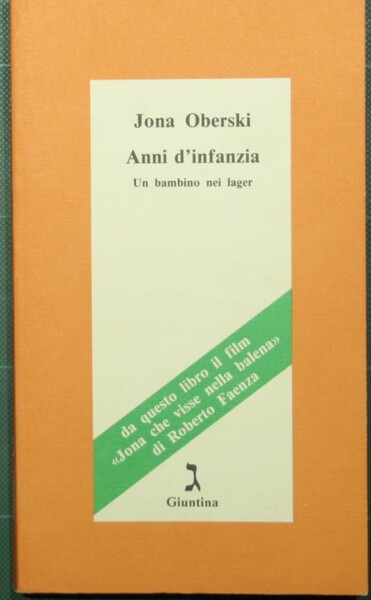 Jona Oberski
Anni d'infanzia
Un bambino nei lager
da questo libro il film
«Jona che visse nella balena»
di Roberto Faenza
ג
Giuntina